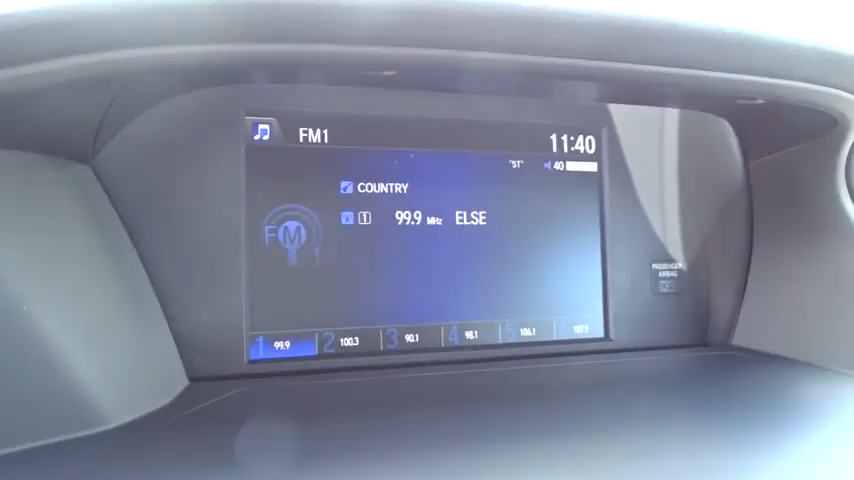 FM1
11:40
"ST"
40
COUNTRY
FM
1 99.9 MHz ELSE
PASSENGER
AIRBAG
1 99.9 2 100.3 3 90.1 4 98.1 5 106.1 107.9